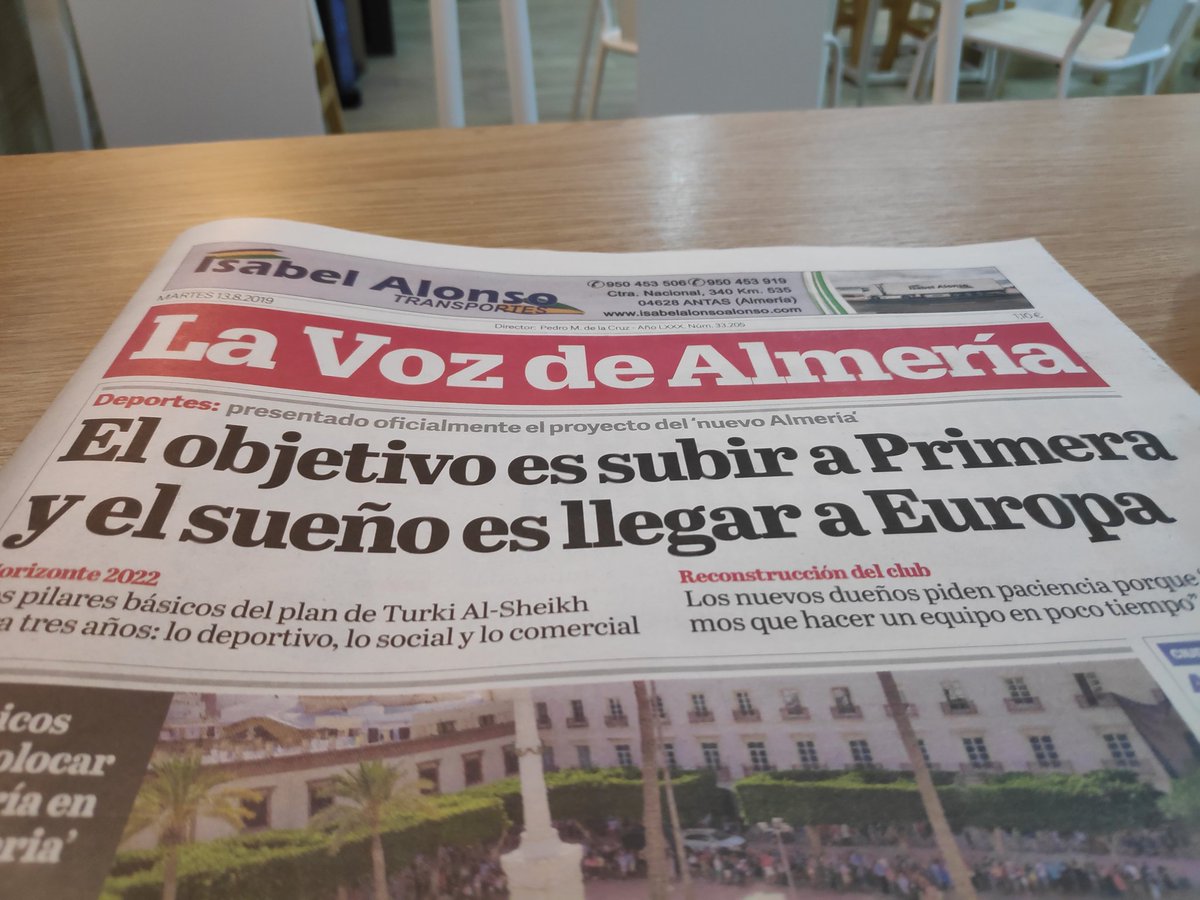 Isabel Alonso
TRANSPORTES
950 453 506 950 453 919
Ctra. Nacional, 340 Km. 535
04628 ANTAS (Almería)
www.isabelalonsoalonso.com
Isabel Alonso
MARTES 13.8.2019
Director: Pedro M. de la Cruz - Año LXXX. Núm. 33.205
1,10 €
La Voz de Almería
Deportes: presentado oficialmente el proyecto del ‘nuevo Almería’
El objetivo es subir a Primera
y el sueño es llegar a Europa
Horizonte 2022
os pilares básicos del plan de Turki Al-Sheikh
a tres años: lo deportivo, lo social y lo comercial
Reconstrucción del club
Los nuevos dueños piden paciencia porque “
mos que hacer un equipo en poco tiempo”
icos
olocar
ría en
eria’